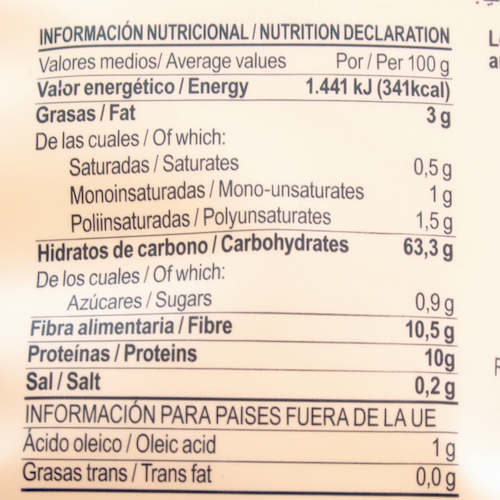 INFORMACIÓN NUTRICIONAL / NUTRITION DECLARATION
Valores medios/ Average values Por / Per 100 g
Valor energético / Energy 1.441 kJ (341kcal)
Grasas / Fat 3 g
De las cuales / Of which:
Saturadas / Saturates 0,5 g
Monoinsaturadas / Mono-unsaturates 1 g
Poliinsaturadas / Polyunsaturates 1,5 g
Hidratos de carbono / Carbohydrates 63,3 g
De los cuales / Of which:
Azúcares / Sugars 0,9 g
Fibra alimentaria / Fibre 10,5 g
Proteínas / Proteins 10g
Sal / Salt 0,2 g
INFORMACIÓN PARA PAISES FUERA DE LA UE
Ácido oleico / Oleic acid 1 g
Grasas trans / Trans fat 0,0 g